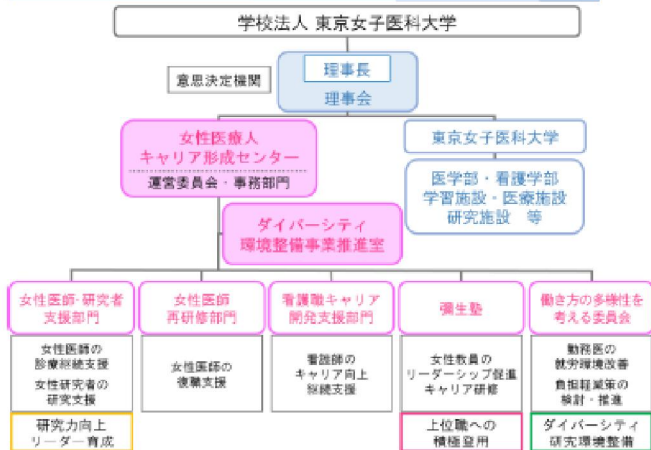 学校法人 東京女子医科大学
意思決定機関
理事長
理事会
女性医療人
キャリア形成センター
運営委員会・事務部門
東京女子医科大学
医学部・看護学部
学習施設・医療施設
研究施設 等
ダイバーシティ
環境整備事業推進室
女性医師・研究者
支援部門
女性医師の
診療継続支援
女性研究者の
研究支援
研究力向上
リーダー育成
女性医師
再研修部門
女性医師の
復職支援
看護職キャリア
開発支援部門
看護師の
キャリア向上
継続支援
彌生塾
女性教員の
リーダーシップ促進
キャリア研修
上位職への
積極登用
働き方の多様性を
考える委員会
勤務医の
就労環境改善
負担軽減策の
検討・推進
ダイバーシティ
研究環境整備